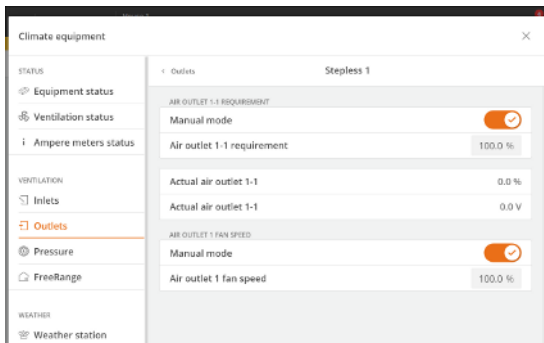 Climate equipment
STATUS
Equipment status
Ventilation status
Ampere meters status
VENTILATION
Inlets
Outlets
Pressure
FreeRange
WEATHER
Weather station
‹ Outlets
Stepless 1
AIR OUTLET 1-1 REQUIREMENT
Manual mode
Air outlet 1-1 requirement 100.0 %
Actual air outlet 1-1 0.0 %
Actual air outlet 1-1 0.0 V
AIR OUTLET 1 FAN SPEED
Manual mode
Air outlet 1 fan speed 100.0 %